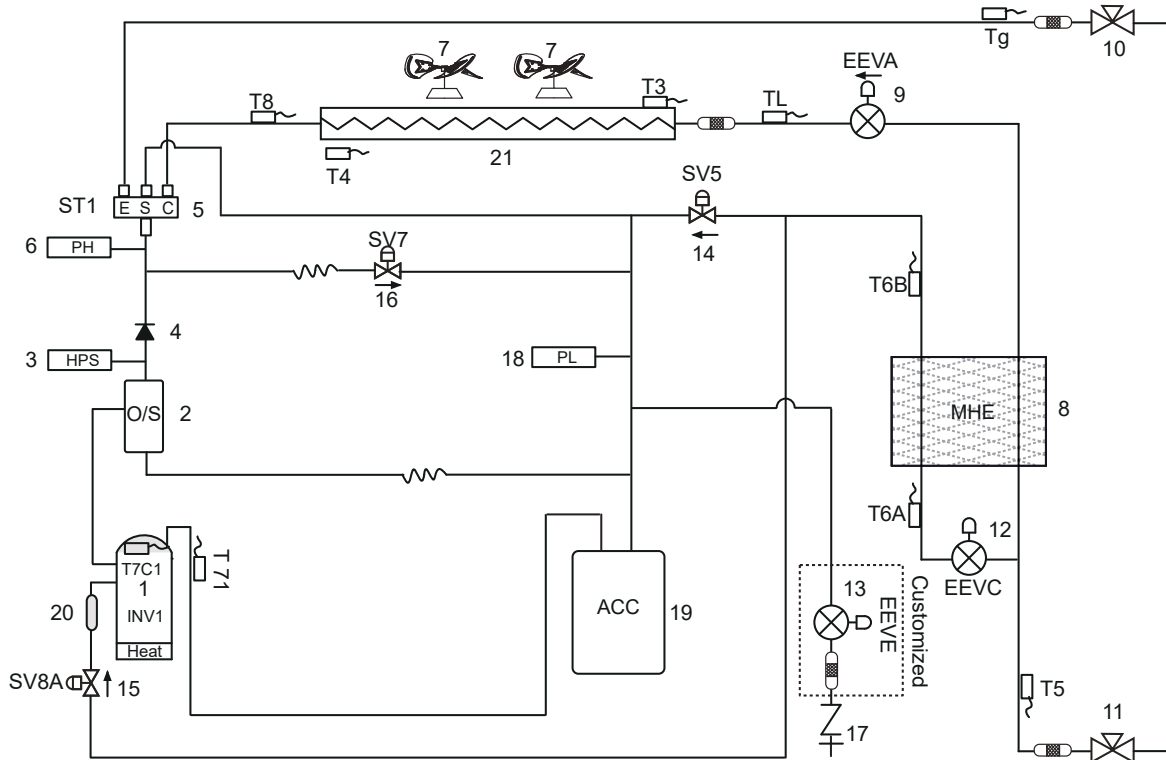 Tg
10
7
7
EEVA
9
T8
T3
TL
21
T4
ST1
E S C
5
SV5
14
6
PH
SV7
16
T6B
4
3
HPS
18
PL
O/S
2
MHE
8
T6A
12
EEVC
T7C1
1
INV1
Heat
T 71
20
ACC
19
13
EEVE
Customized
SV8A
15
17
T5
11